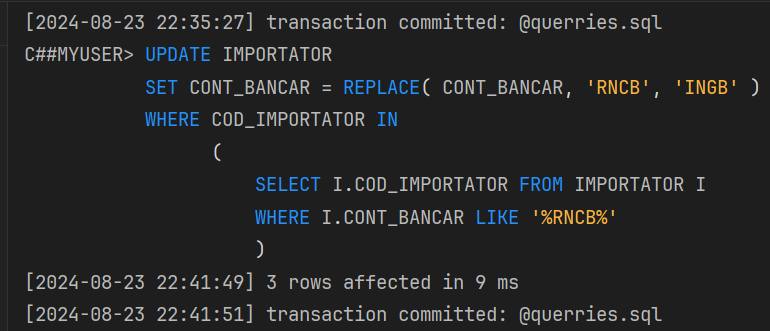 [2024-08-23 22:35:27] transaction committed: @querries.sql
C##MYUSER> UPDATE IMPORTATOR
SET CONT_BANCAR = REPLACE( CONT_BANCAR, 'RNCB', 'INGB' )
WHERE COD_IMPORTATOR IN
(
SELECT I.COD_IMPORTATOR FROM IMPORTATOR I
WHERE I.CONT_BANCAR LIKE '%RNCB%'
)
[2024-08-23 22:41:49] 3 rows affected in 9 ms
[2024-08-23 22:41:51] transaction committed: @querries.sql